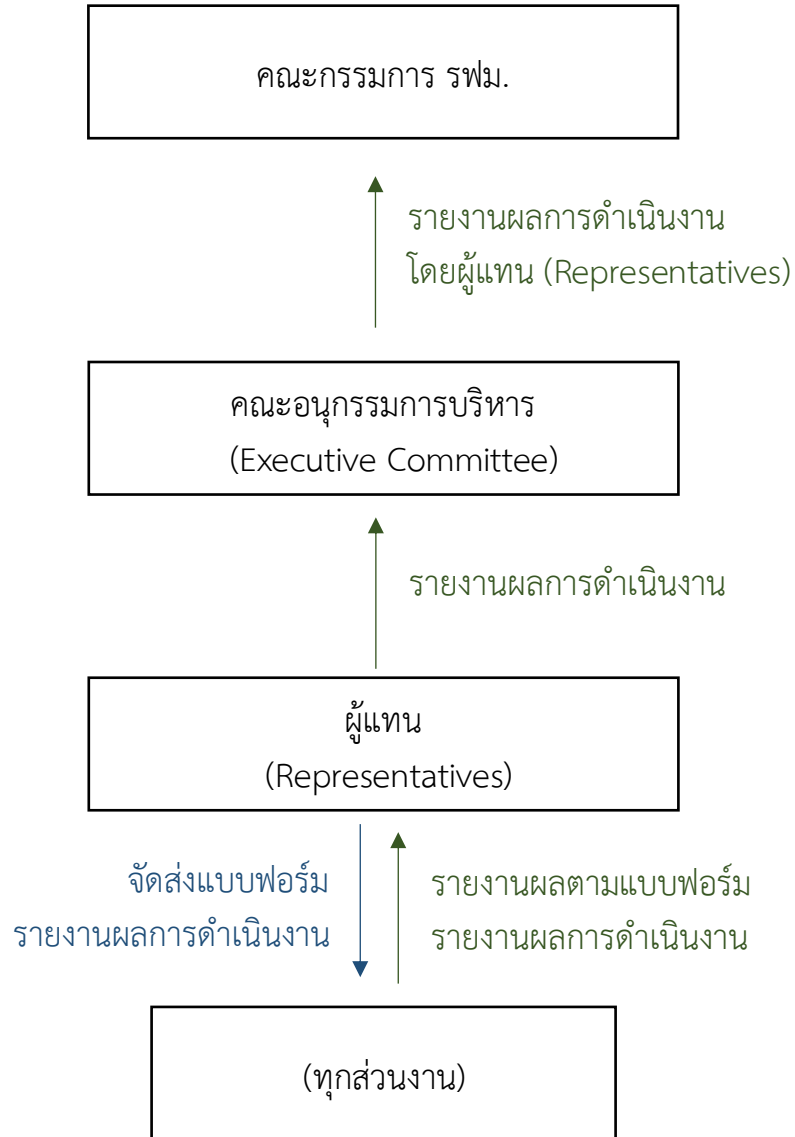 คณะกรรมการ รฟม.
รายงานผลการดำเนินงาน
โดยผู้แทน (Representatives)
คณะอนุกรรมการบริหาร
(Executive Committee)
รายงานผลการดำเนินงาน
ผู้แทน
(Representatives)
จัดส่งแบบฟอร์ม
รายงานผลการดำเนินงาน
รายงานผลตามแบบฟอร์ม
รายงานผลการดำเนินงาน
(ทุกส่วนงาน)